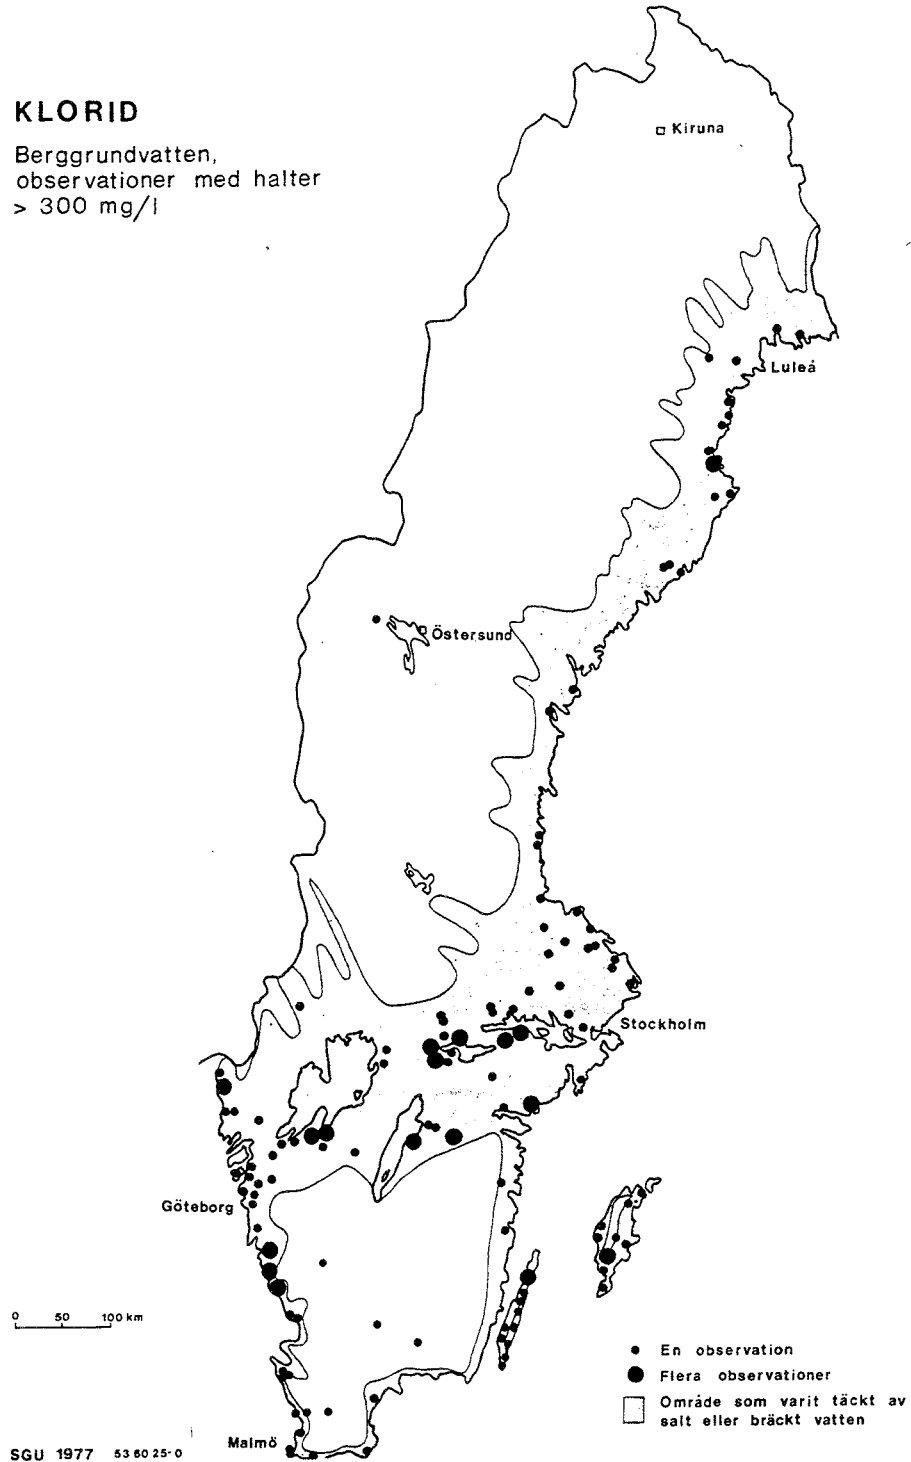 KLORID
Berggrundvatten,
observationer med halter
> 300 mg/l
Kiruna
Luleå
Östersund
Stockholm
Göteborg
0 50 100 km
En observation
Flera observationer
Område som varit täckt av
salt eller bräckt vatten
Malmö
SGU 1977 53 60 25-0